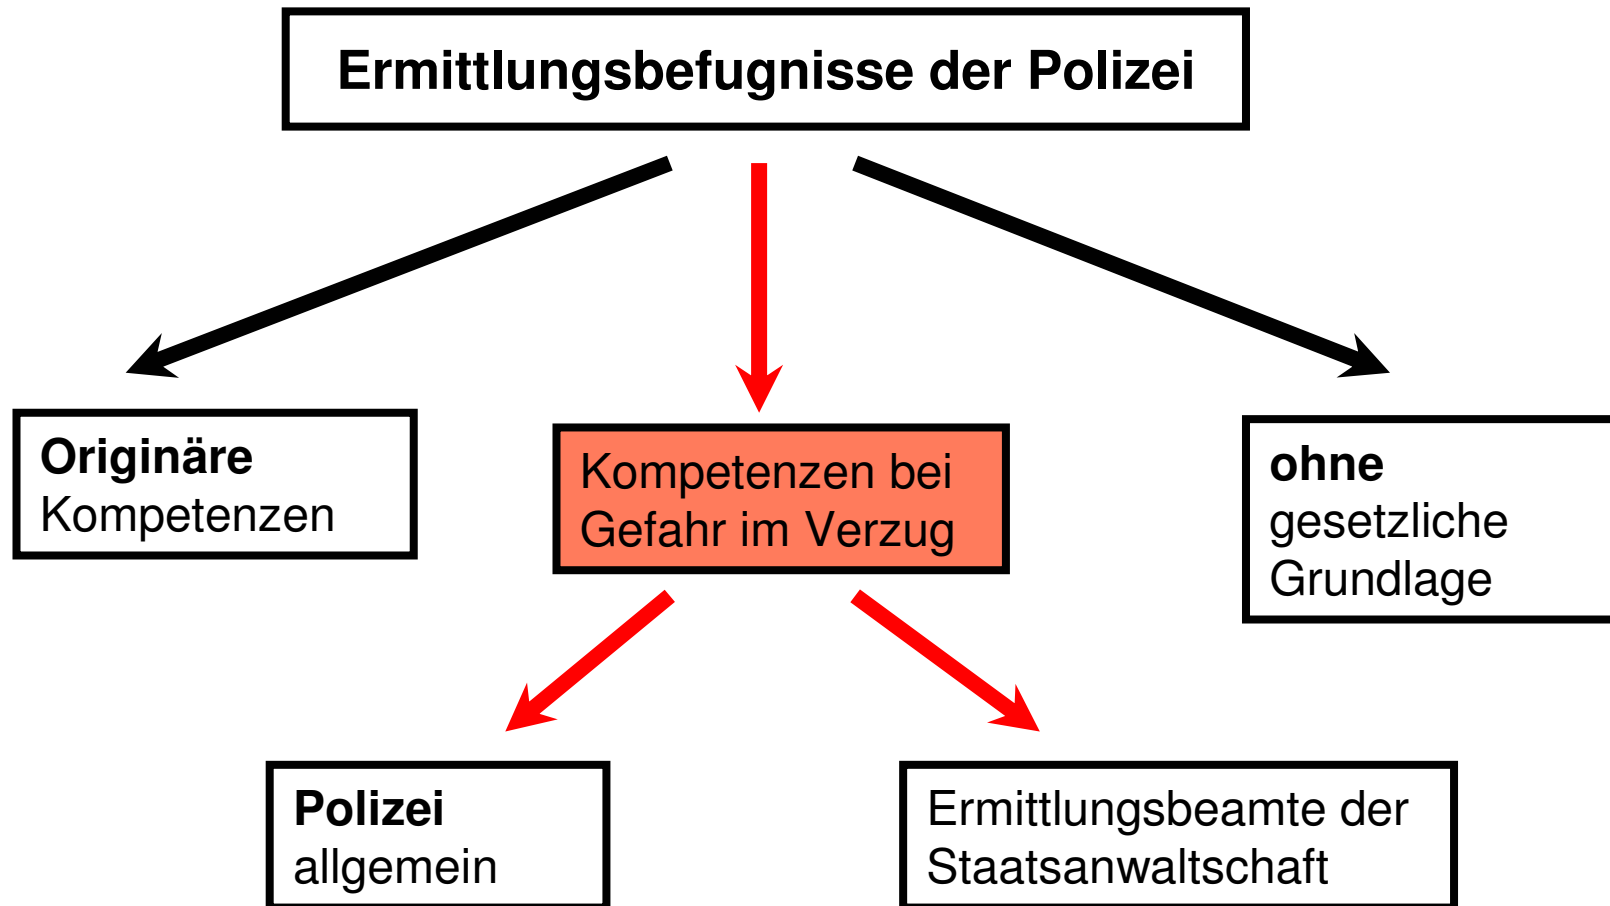 Ermittlungsbefugnisse der Polizei
Originäre
Kompetenzen
Kompetenzen bei
Gefahr im Verzug
ohne
gesetzliche
Grundlage
Polizei
allgemein
Ermittlungsbeamte der
Staatsanwaltschaft